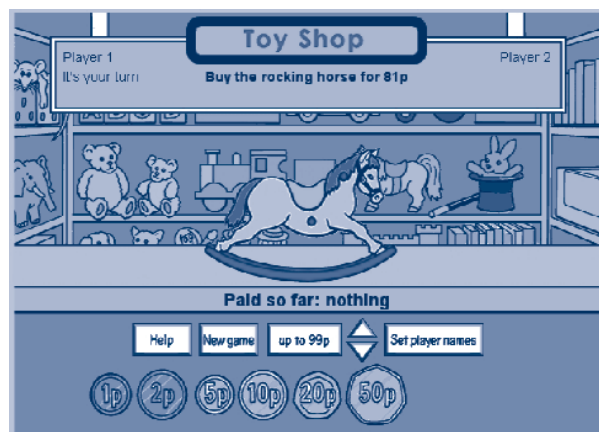 Toy Shop
Player 1
Player 2
It's your turn
Buy the rocking horse for 81p
Paid so far: nothing
Help
New game
up to 99p
Set player names
1p 2p 5p 10p 20p 50p